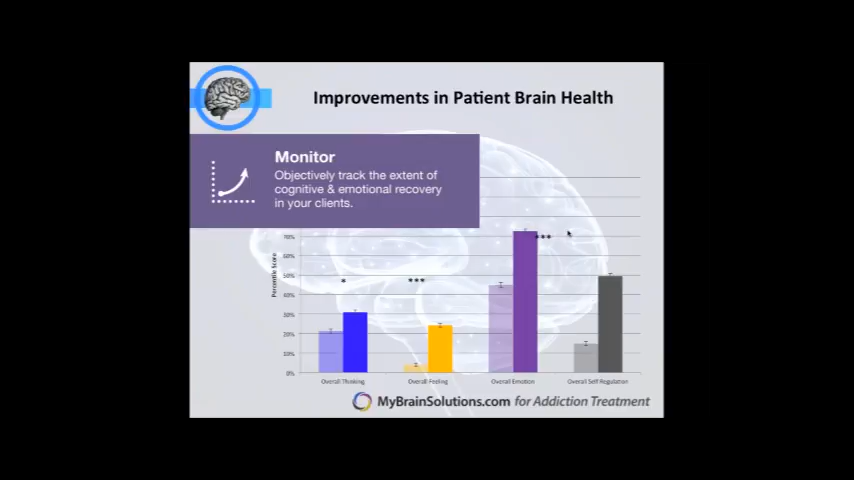 Improvements in Patient Brain Health
Monitor
Objectively track the extent of
cognitive & emotional recovery
in your clients.
Percentile Score
70%
60%
50%
40%
30%
20%
10%
0%
*
***
***
Overall Thinking
Overall Feeling
Overall Emotion
Overall Self Regulation
MyBrainSolutions.com for Addiction Treatment